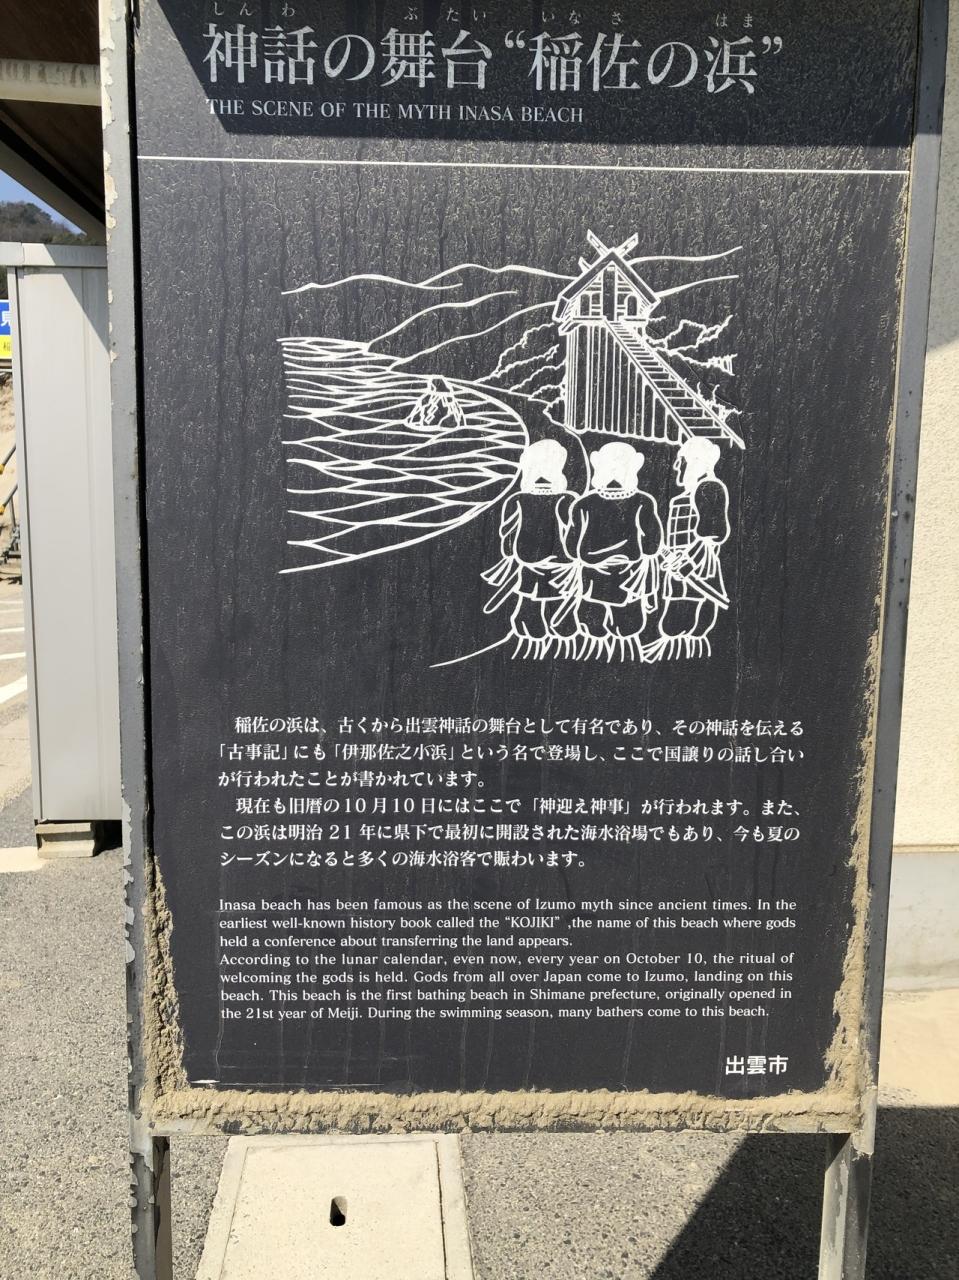 しんわ ぶたい いなさ はま
神話の舞台“稲佐の浜”
THE SCENE OF THE MYTH INASA BEACH
稲佐の浜は、古くから出雲神話の舞台として有名であり、その神話を伝える
「古事記」にも「伊那佐之小浜」という名で登場し、ここで国譲りの話し合い
が行われたことが書かれています。
現在も旧暦の10月10日にはここで「神迎え神事」が行われます。また、
この浜は明治21年に県下で最初に開設された海水浴場でもあり、今も夏の
シーズンになると多くの海水浴客で賑わいます。
Inasa beach has been famous as the scene of Izumo myth since ancient times. In the
earliest well-known history book called the “KOJIKI” ,the name of this beach where gods
held a conference about transferring the land appears.
According to the lunar calendar, even now, every year on October 10, the ritual of
welcoming the gods is held. Gods from all over Japan come to Izumo, landing on this
beach. This beach is the first bathing beach in Shimane prefecture, originally opened in
the 21st year of Meiji. During the swimming season, many bathers come to this beach.
出雲市